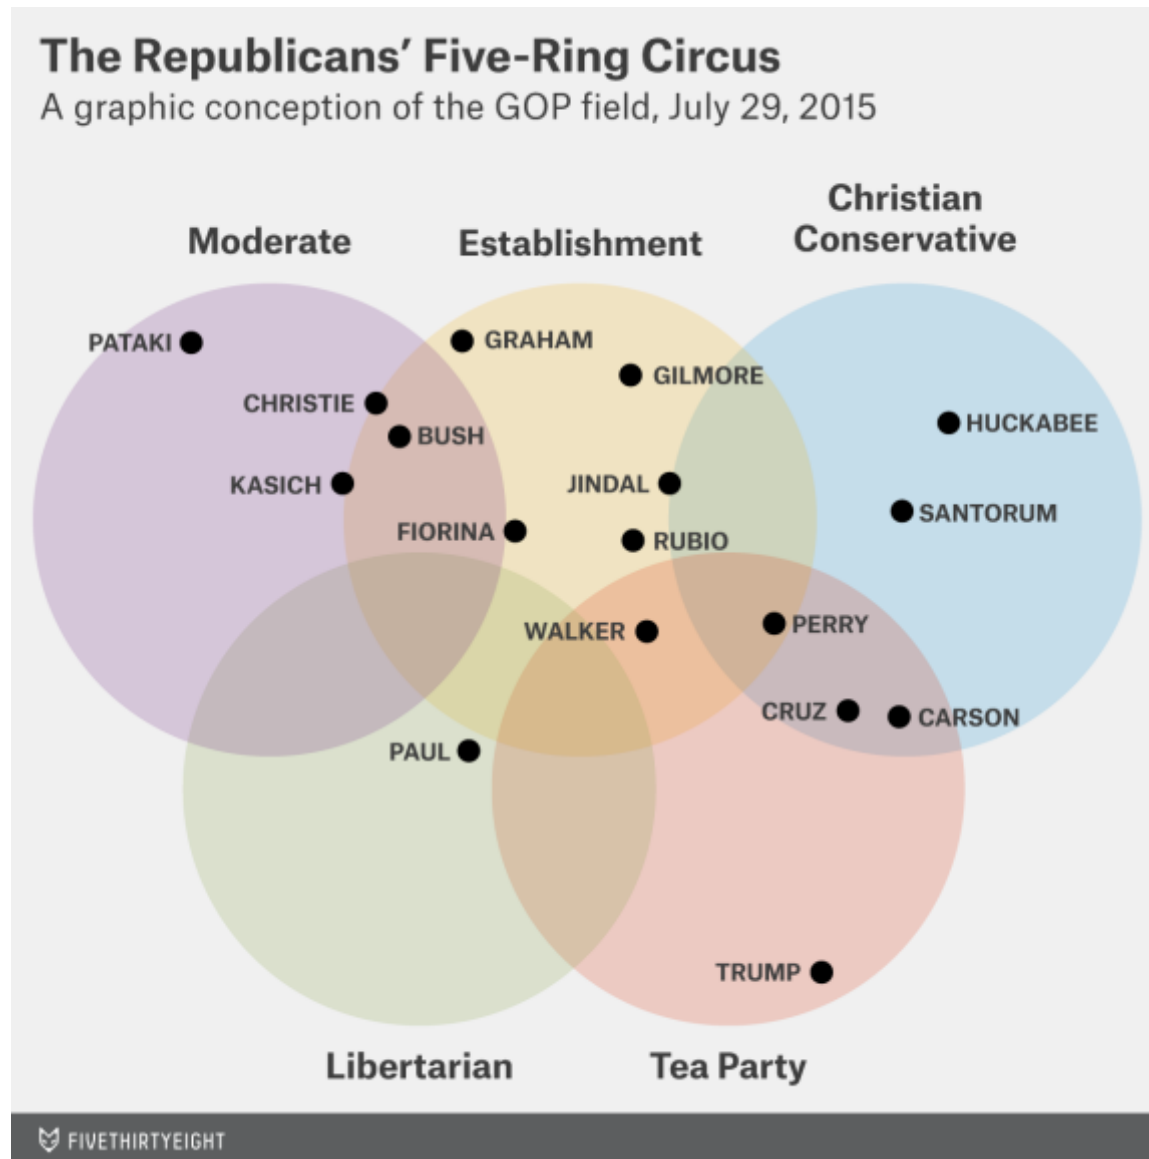 The Republicans' Five-Ring Circus
A graphic conception of the GOP field, July 29, 2015
Christian
Conservative
Moderate
Establishment
PATAKI
GRAHAM
GILMORE
CHRISTIE
BUSH
HUCKABEE
KASICH
JINDAL
SANTORUM
FIORINA
RUBIO
WALKER
PERRY
CRUZ
CARSON
PAUL
TRUMP
Libertarian
Tea Party
FIVETHIRTYEIGHT